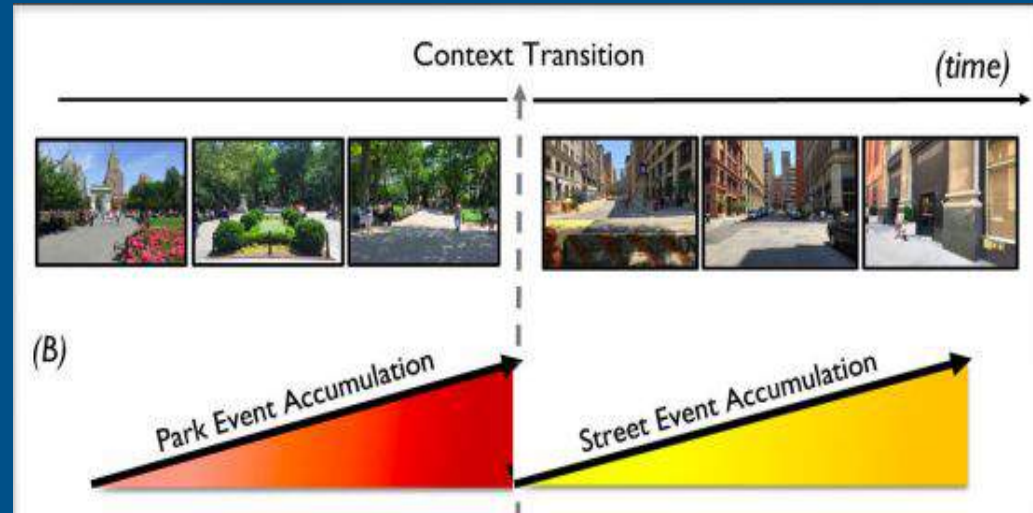 Context Transition
(time)
(B)
Park Event Accumulation
Street Event Accumulation